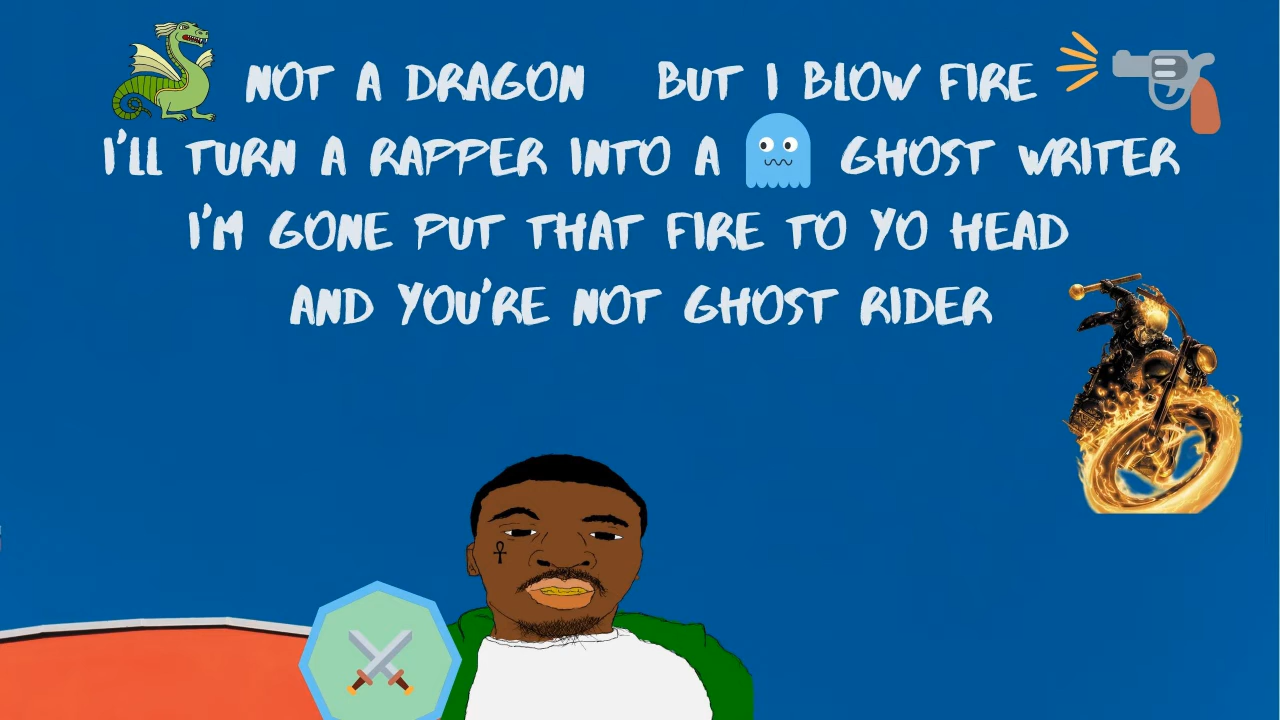 NOT A DRAGON BUT I BLOW FIRE
I'LL TURN A RAPPER INTO A GHOST WRITER
I'M GONE PUT THAT FIRE TO YO HEAD
AND YOU'RE NOT GHOST RIDER